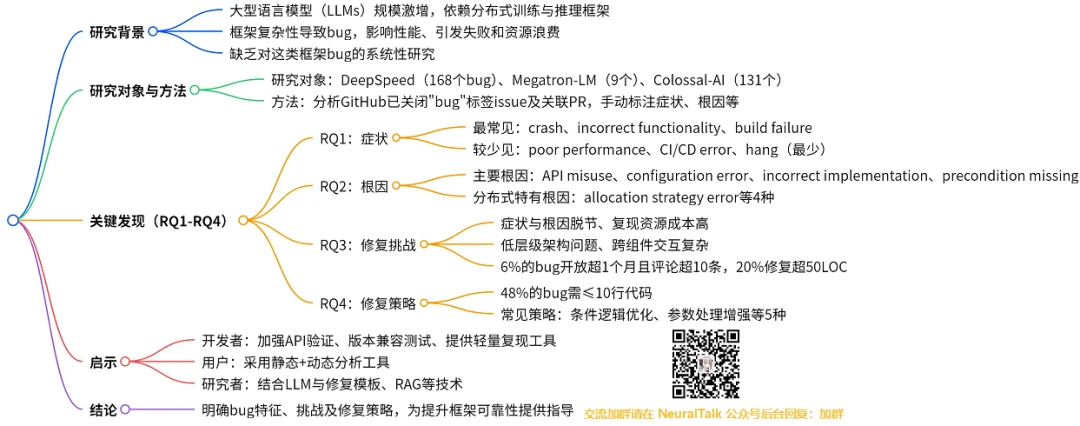 研究背景
大型语言模型（LLMs）规模激增，依赖分布式训练与推理框架
框架复杂性导致bug，影响性能、引发失败和资源浪费
缺乏对这类框架bug的系统性研究
研究对象与方法
研究对象：DeepSpeed（168个bug）、Megatron-LM（9个）、Colossal-AI（131个）
方法：分析GitHub已关闭"bug"标签issue及关联PR，手动标注症状、根因等
关键发现（RQ1-RQ4）
RQ1：症状
最常见：crash、incorrect functionality、build failure
较少见：poor performance、CI/CD error、hang（最少）
RQ2：根因
主要根因：API misuse、configuration error、incorrect implementation、precondition missing
分布式特有根因：allocation strategy error等4种
RQ3：修复挑战
症状与根因脱节、复现资源成本高
低层级架构问题、跨组件交互复杂
6%的bug开放超1个月且评论超10条，20%修复超50LOC
RQ4：修复策略
48%的bug需≤10行代码
常见策略：条件逻辑优化、参数处理增强等5种
启示
开发者：加强API验证、版本兼容测试、提供轻量复现工具
用户：采用静态+动态分析工具
研究者：结合LLM与修复模板、RAG等技术
结论
明确bug特征、挑战及修复策略，为提升框架可靠性提供指导
交流加群请在 NeuralTalk 公众号后台回复：加群